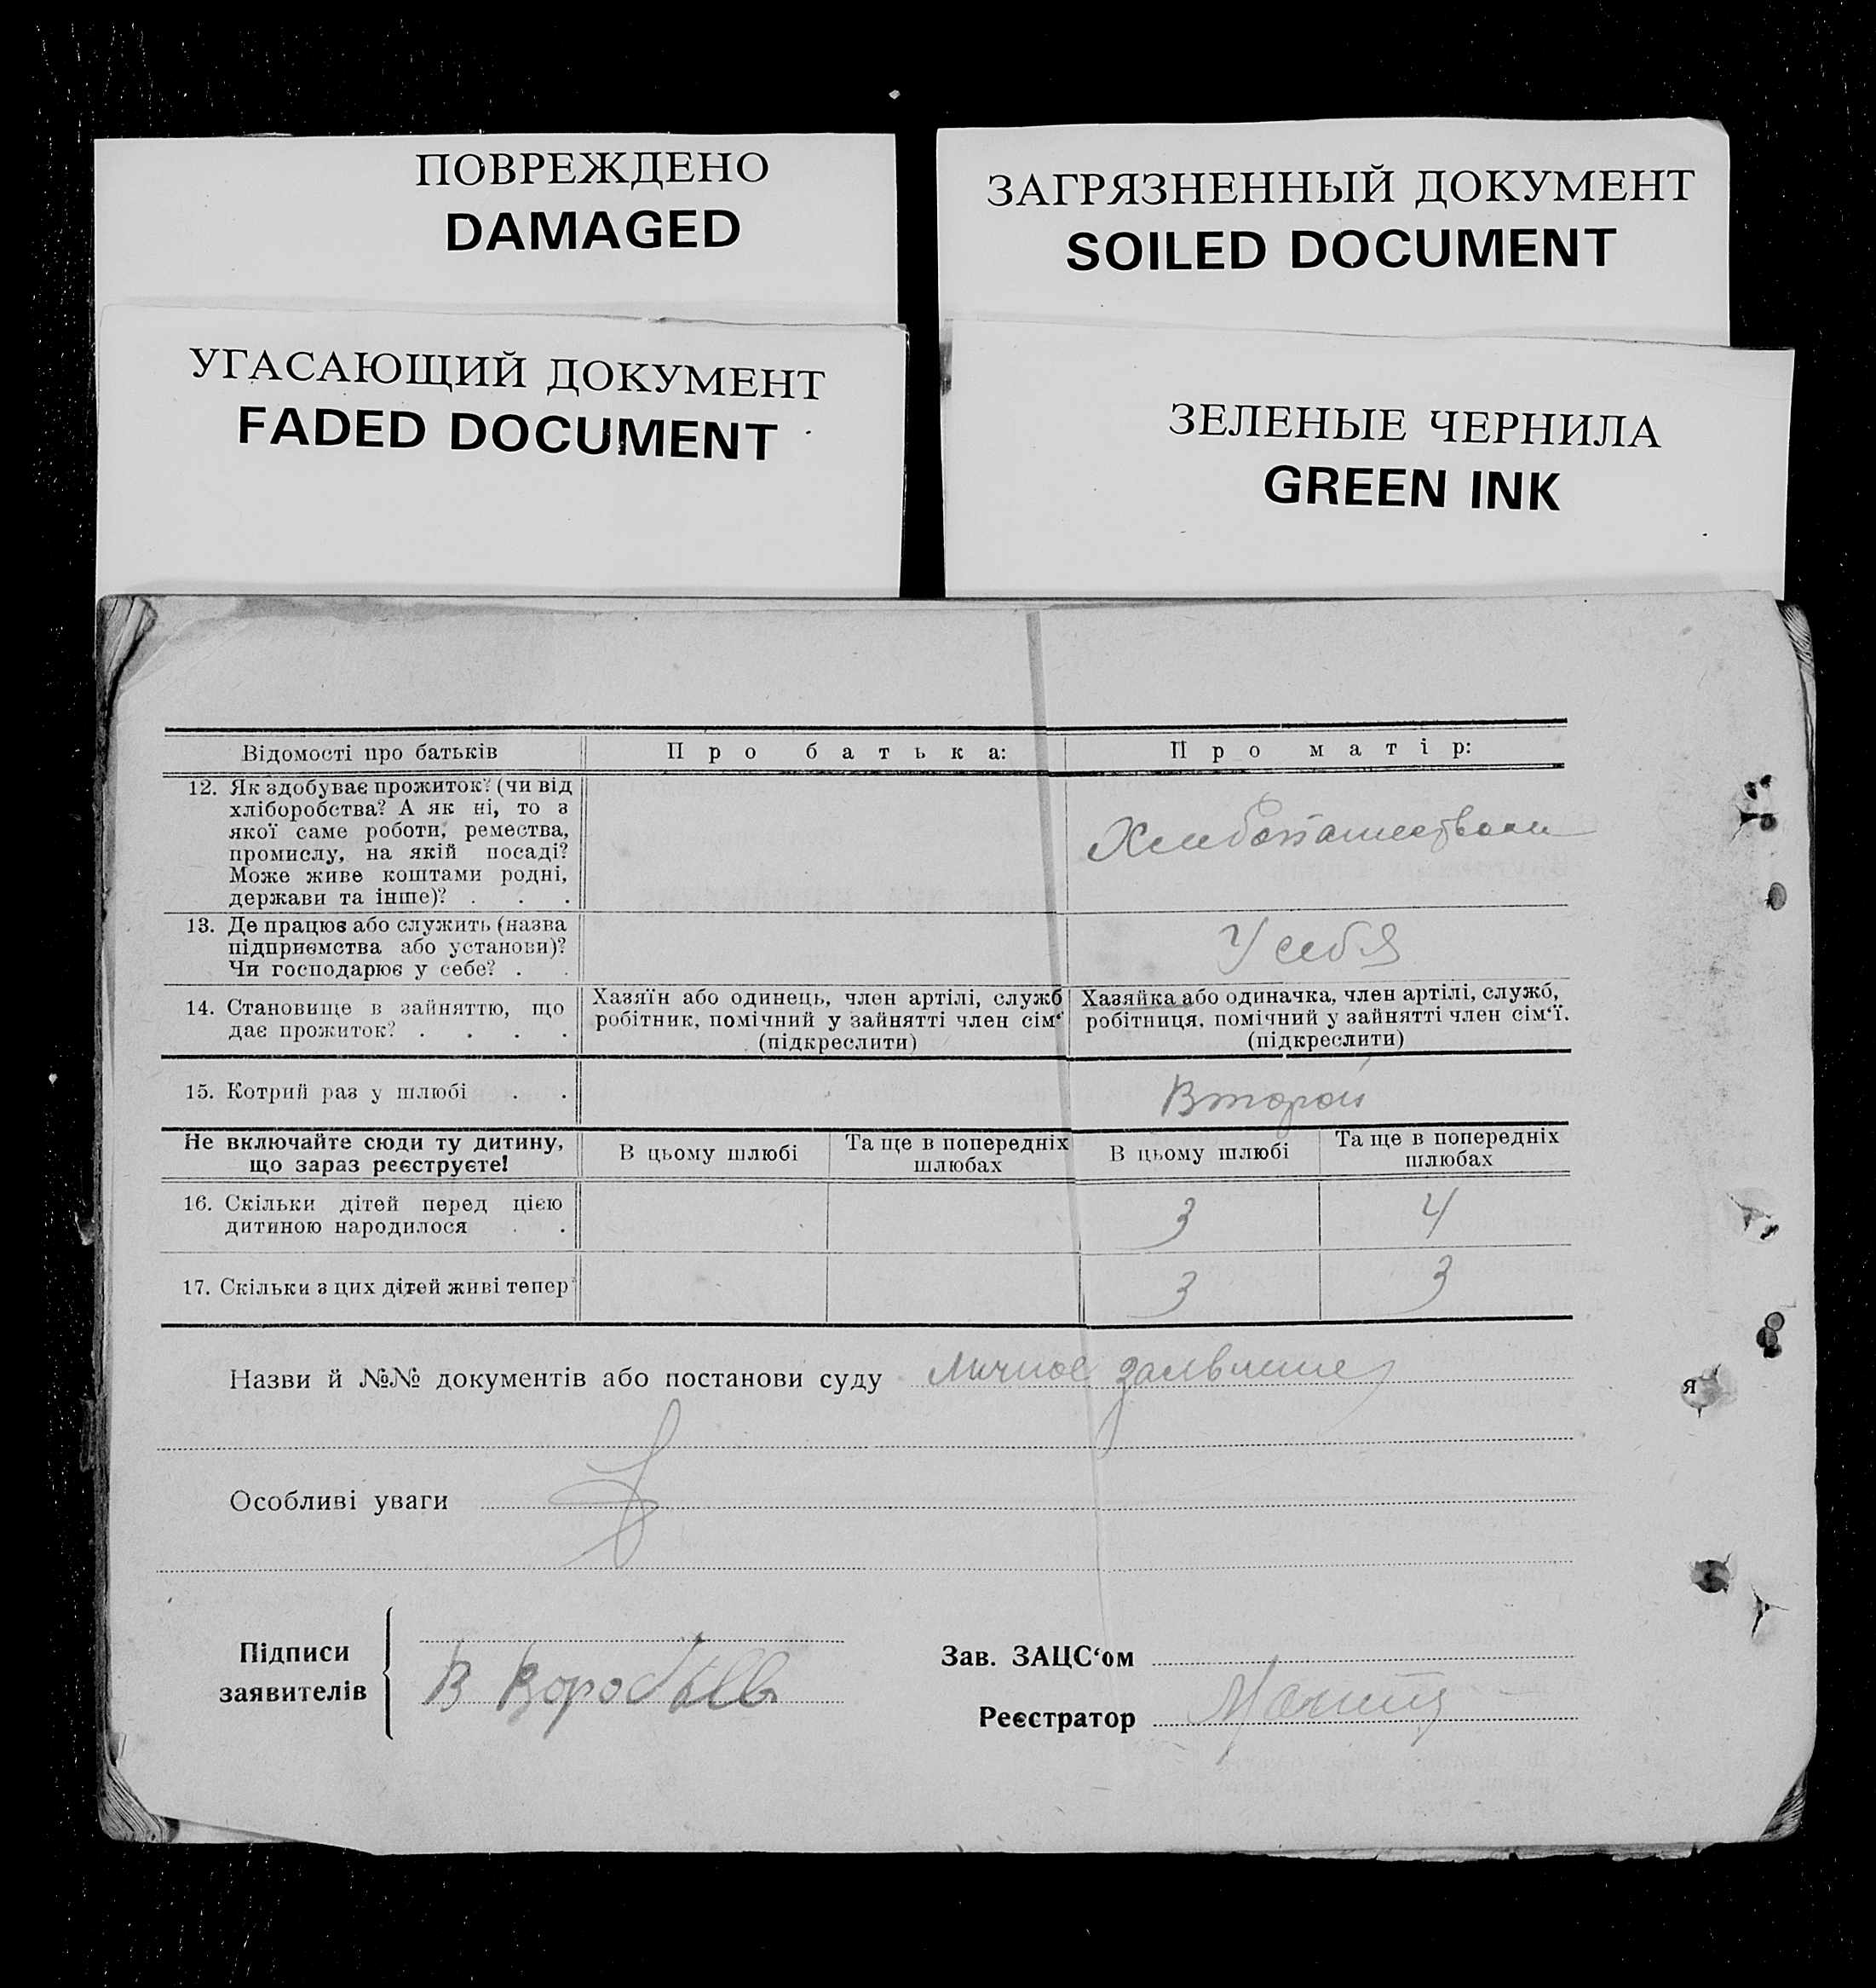 ПОВРЕЖДЕНО
DAMAGED
ЗАГРЯЗНЕННЫЙ ДОКУМЕНТ
SOILED DOCUMENT
УГАСАЮЩИЙ ДОКУМЕНТ
FADED DOCUMENT
ЗЕЛЕНЫЕ ЧЕРНИЛА
GREEN INK
Відомості про батьків
Про батька:
Про матір:
12. Як здобуває прожиток? (чи від
хліборобства? А як ні, то з
якої саме роботи, ремества,
промислу, на якій посаді?
Може живе коштами родні,
держави та інше)? . . .
13. Де працює або служить (назва
підприємства або установи)?
Чи господарює у себе? . .
У себя
14. Становище в зайняттю, що
дає прожиток? . . . .
Хазяїн або одинець, член артілі, служб
робітник, помічний у зайнятті член сім‘
(підкреслити)
Хазяйка або одиначка, член артілі, служб,
робітниця, помічний у зайнятті член сім‘ї.
(підкреслити)
15. Котрий раз у шлюбі . .
Второй
Не включайте сюди ту дитину,
що зараз реєструєте!
В цьому шлюбі
Та ще в попередніх
шлюбах
В цьому шлюбі
Та ще в попередніх
шлюбах
16. Скільки дітей перед цією
дитиною народилося . .
3
4
17. Скільки з цих дітей живі тепер
3
3
Назви й №№ документів або постанови суду Личное заявление
Особливі уваги
Підписи
заявителів
В Воробьев
Зав. ЗАЦС‘ом
Реєстратор
я